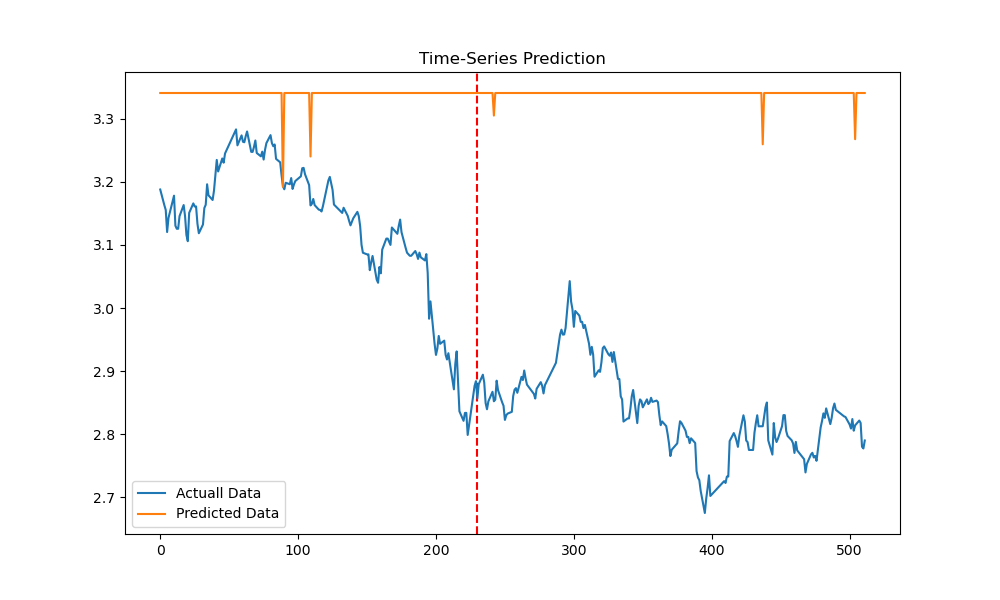 Time-Series Prediction
3.3
3.2
3.1
3.0
2.9
2.8
2.7
Actuall Data
Predicted Data
0 100 200 300 400 500